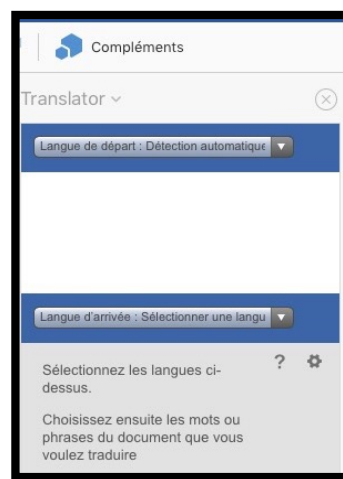 Compléments
Translator
Langue de départ : Détection automatique
Langue d'arrivée : Sélectionner une langu
?
Sélectionnez les langues ci-
dessus.
Choisissez ensuite les mots ou
phrases du document que vous
voulez traduire